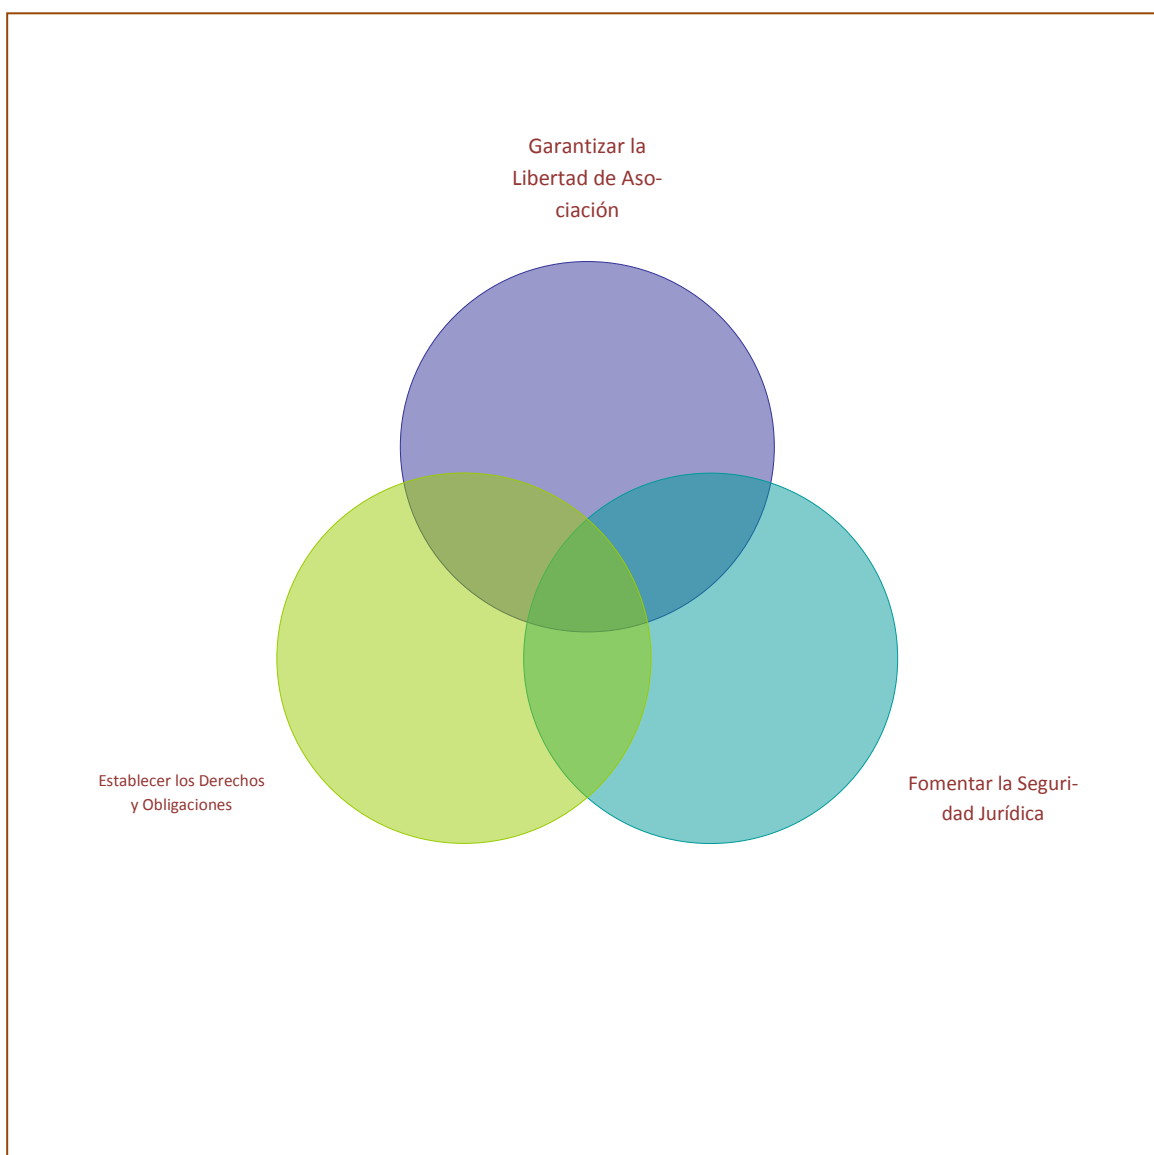 Garantizar la
Libertad de Aso-
ciación
Establecer los Derechos
y Obligaciones
Fomentar la Seguri-
dad Jurídica